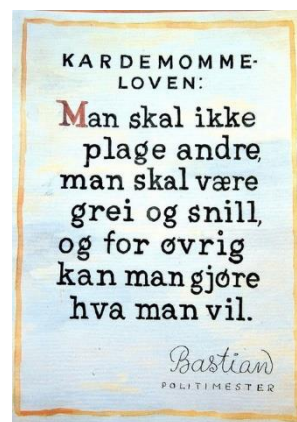 KARDEMOMME-
LOVEN:
Man skal ikke
plage andre,
man skal være
grei og snill,
og for øvrig
kan man gjøre
hva man vil.
Bastian
POLITIMESTER